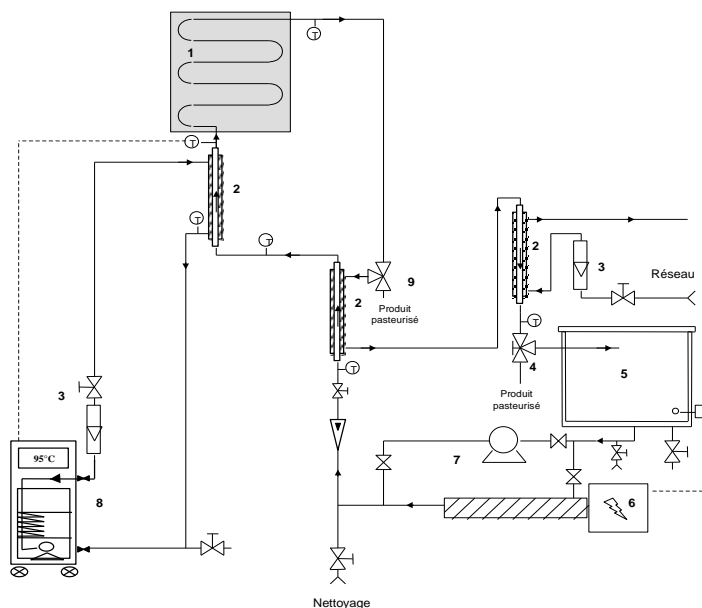 1
T
T
2
T
T
2
3
9
Réseau
Produit
pasteurisé
2
T
T
4
5
Produit
pasteurisé
3
7
95°C
8
6
Nettoyage